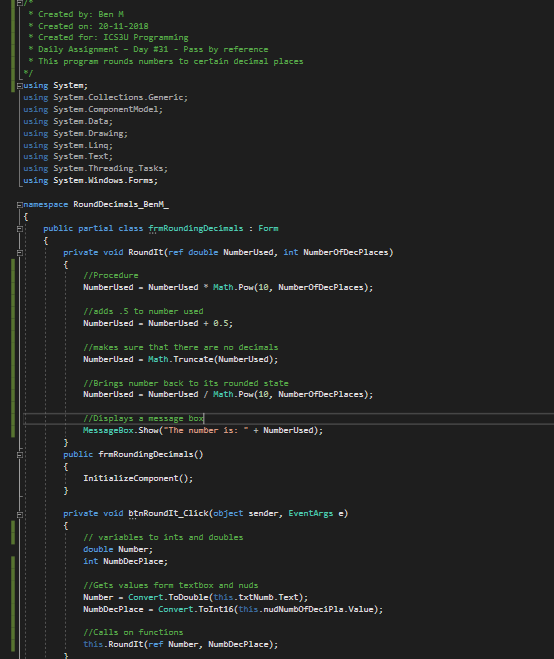 /*
* Created by: Ben M
* Created on: 20-11-2018
* Created for: ICS3U Programming
* Daily Assignment – Day #31 - Pass by reference
* This program rounds numbers to certain decimal places
*/
using System;
using System.Collections.Generic;
using System.ComponentModel;
using System.Data;
using System.Drawing;
using System.Linq;
using System.Text;
using System.Threading.Tasks;
using System.Windows.Forms;
namespace RoundDecimals_BenM_
{
public partial class frmRoundingDecimals : Form
{
private void RoundIt(ref double NumberUsed, int NumberOfDecPlaces)
{
//Procedure
NumberUsed = NumberUsed * Math.Pow(10, NumberOfDecPlaces);
//adds .5 to number used
NumberUsed = NumberUsed + 0.5;
//makes sure that there are no decimals
NumberUsed = Math.Truncate(NumberUsed);
//Brings number back to its rounded state
NumberUsed = NumberUsed / Math.Pow(10, NumberOfDecPlaces);
//Displays a message box
MessageBox.Show("The number is: " + NumberUsed);
}
public frmRoundingDecimals()
{
InitializeComponent();
}
private void btnRoundIt_Click(object sender, EventArgs e)
{
// variables to ints and doubles
double Number;
int NumbDecPlace;
//Gets values form textbox and nuds
Number = Convert.ToDouble(this.txtNumb.Text);
NumbDecPlace = Convert.ToInt16(this.nudNumbOfDeciPla.Value);
//Calls on functions
this.RoundIt(ref Number, NumbDecPlace);
}